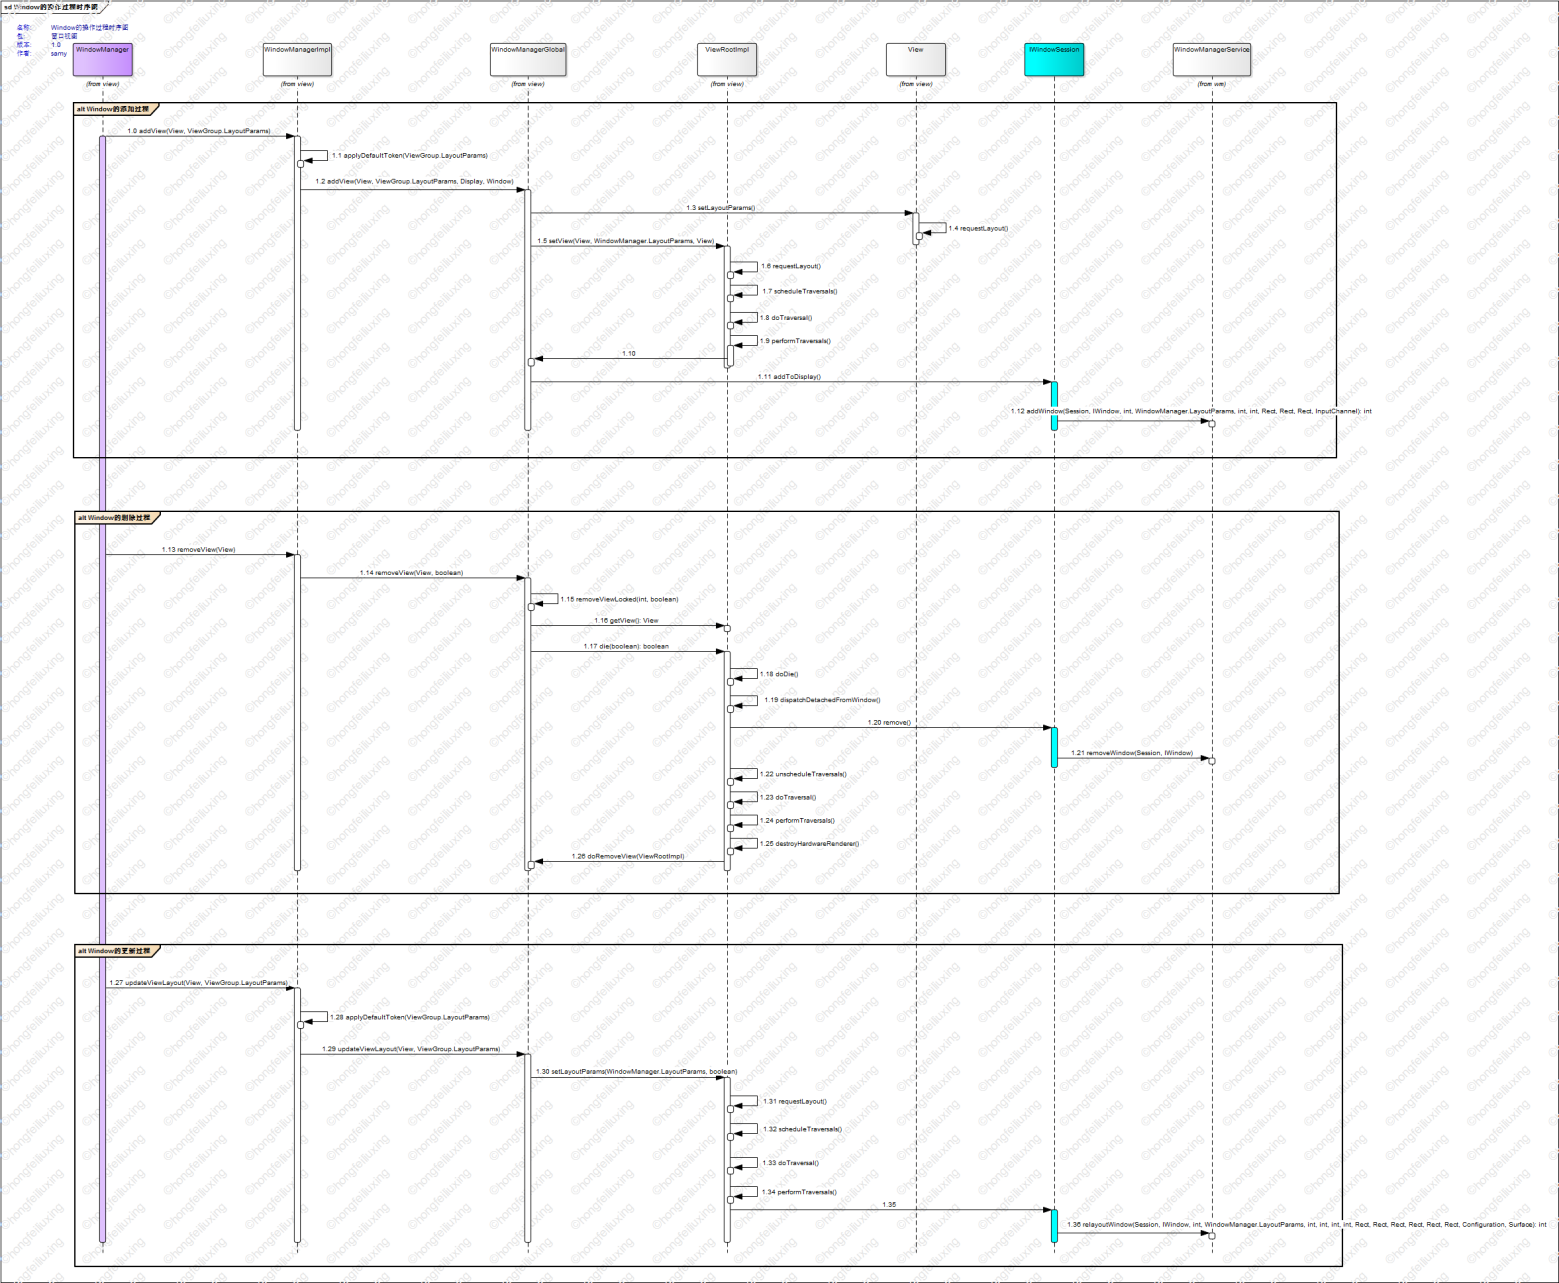 sd Window的操作过程时序图
名称: Window的操作过程时序图
包: 窗口视图
版本: 1.0
作者: samy
WindowManager
(from view)
WindowManagerImpl
(from view)
WindowManagerGlobal
(from view)
ViewRootImpl
(from view)
View
(from view)
IWindowSession
WindowManagerService
(from wm)
alt Window的添加过程
1.0 addView(View, ViewGroup.LayoutParams)
1.1 applyDefaultToken(ViewGroup.LayoutParams)
1.2 addView(View, ViewGroup.LayoutParams, Display, Window)
1.3 setLayoutParams()
1.4 requestLayout()
1.5 setView(View, WindowManager.LayoutParams, View)
1.6 requestLayout()
1.7 scheduleTraversals()
1.8 doTraversal()
1.9 performTraversals()
1.10
1.11 addToDisplay()
1.12 addWindow(Session, IWindow, int, WindowManager.LayoutParams, int, int, Rect, Rect, Rect, InputChannel): int
alt Window的删除过程
1.13 removeView(View)
1.14 removeView(View, boolean)
1.15 removeViewLocked(int, boolean)
1.16 getView(): View
1.17 die(boolean): boolean
1.18 doDie()
1.19 dispatchDetachedFromWindow()
1.20 remove()
1.21 removeWindow(Session, IWindow)
1.22 unscheduleTraversals()
1.23 doTraversal()
1.24 performTraversals()
1.25 destroyHardwareRenderer()
1.26 doRemoveView(ViewRootImpl)
alt Window的更新过程
1.27 updateViewLayout(View, ViewGroup.LayoutParams)
1.28 applyDefaultToken(ViewGroup.LayoutParams)
1.29 updateViewLayout(View, ViewGroup.LayoutParams)
1.30 setLayoutParams(WindowManager.LayoutParams, boolean)
1.31 requestLayout()
1.32 scheduleTraversals()
1.33 doTraversal()
1.34 performTraversals()
1.35
1.36 relayoutWindow(Session, IWindow, int, WindowManager.LayoutParams, int, int, int, int, Rect, Rect, Rect, Rect, Rect, Rect, Configuration, Surface): int
©hongfeiliuxing